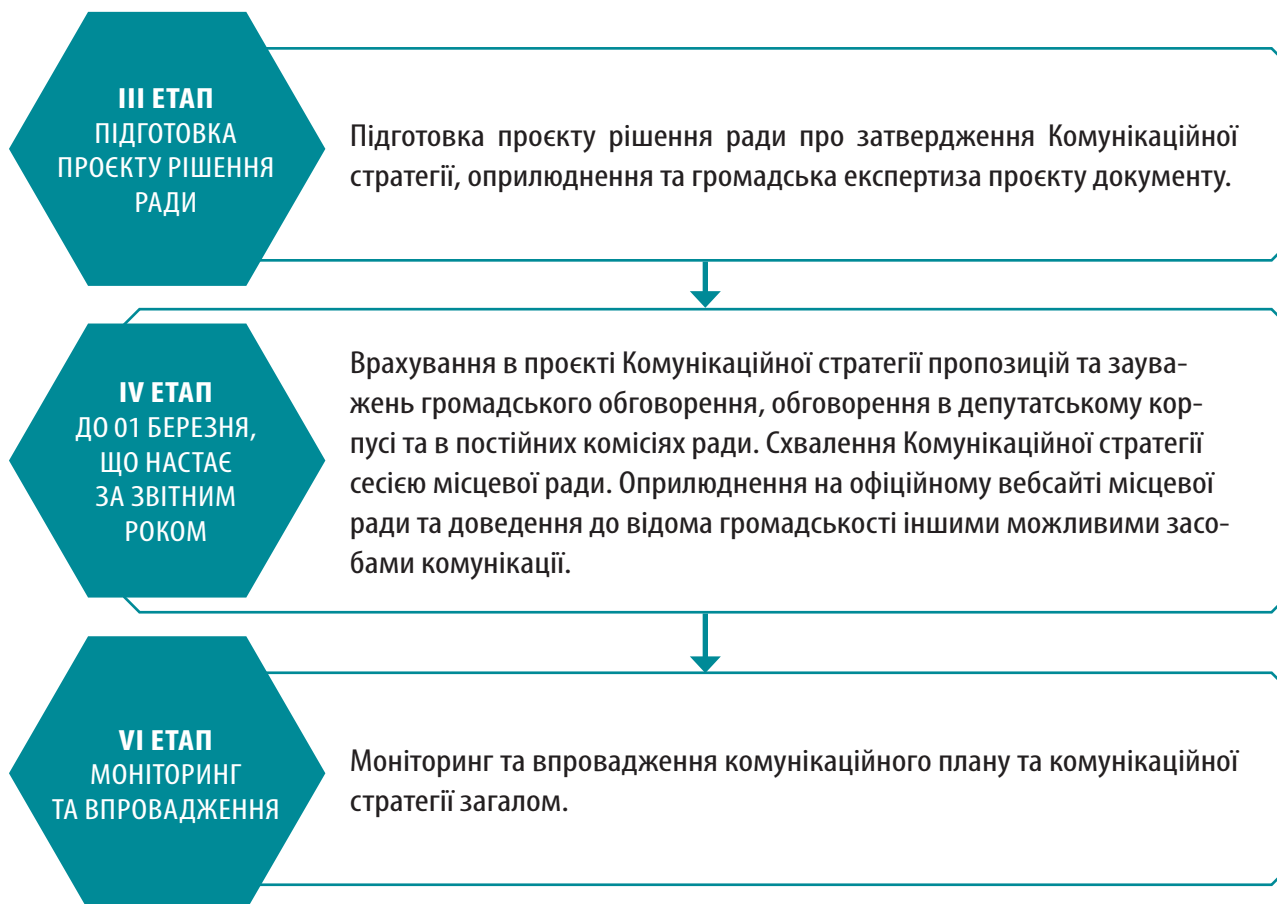 ІІІ ЕТАП
ПІДГОТОВКА
ПРОЄКТУ РІШЕННЯ
РАДИ
Підготовка проєкту рішення ради про затвердження Комунікаційної
стратегії, оприлюднення та громадська експертиза проєкту документу.
IV ЕТАП
ДО 01 БЕРЕЗНЯ,
ЩО НАСТАЄ
ЗА ЗВІТНИМ
РОКОМ
Врахування в проєкті Комунікаційної стратегії пропозицій та заува-
жень громадського обговорення, обговорення в депутатському кор-
пусі та в постійних комісіях ради. Схвалення Комунікаційної стратегії
сесією місцевої ради. Оприлюднення на офіційному вебсайті місцевої
ради та доведення до відома громадськості іншими можливими засо-
бами комунікації.
VI ЕТАП
МОНІТОРИНГ
ТА ВПРОВАДЖЕННЯ
Моніторинг та впровадження комунікаційного плану та комунікаційної
стратегії загалом.